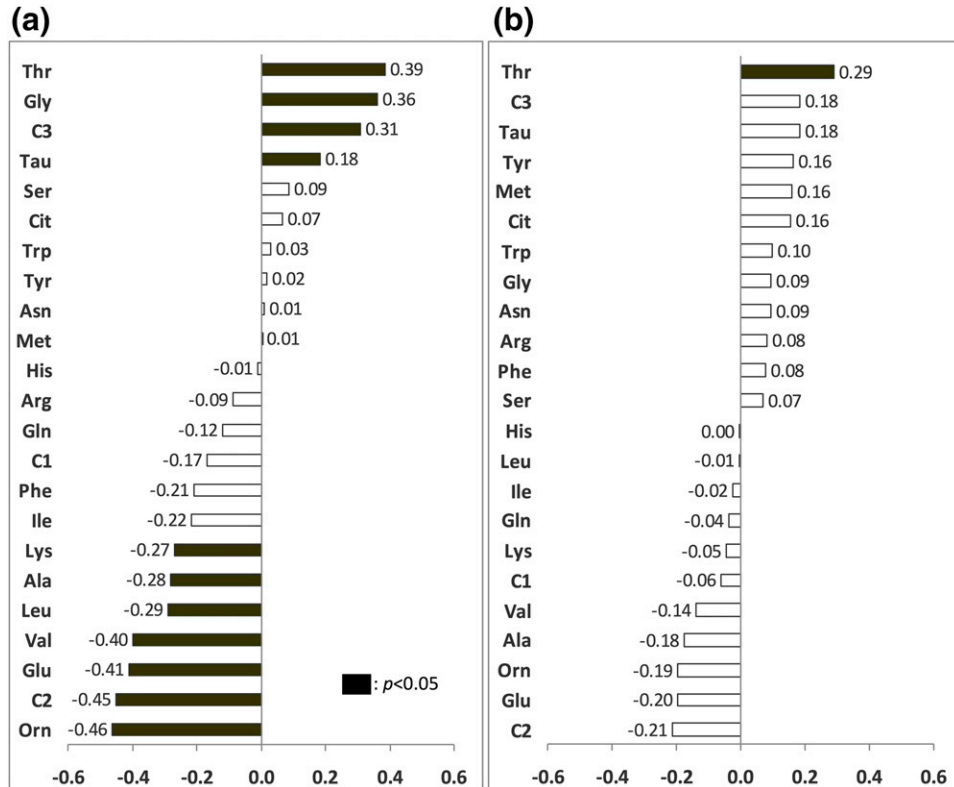 (a)
Thr 0.39
Gly 0.36
C3 0.31
Tau 0.18
Ser 0.09
Cit 0.07
Trp 0.03
Tyr 0.02
Asn 0.01
Met 0.01
His -0.01
Arg -0.09
Gln -0.12
C1 -0.17
Phe -0.21
Ile -0.22
Lys -0.27
Ala -0.28
Leu -0.29
Val -0.40
Glu -0.41
C2 -0.45
Orn -0.46
: p<0.05
-0.6 -0.4 -0.2 0.0 0.2 0.4 0.6
(b)
Thr 0.29
C3 0.18
Tau 0.18
Tyr 0.16
Met 0.16
Cit 0.16
Trp 0.10
Gly 0.09
Asn 0.09
Arg 0.08
Phe 0.08
Ser 0.07
His 0.00
Leu -0.01
Ile -0.02
Gln -0.04
Lys -0.05
C1 -0.06
Val -0.14
Ala -0.18
Orn -0.19
Glu -0.20
C2 -0.21
-0.6 -0.4 -0.2 0.0 0.2 0.4 0.6